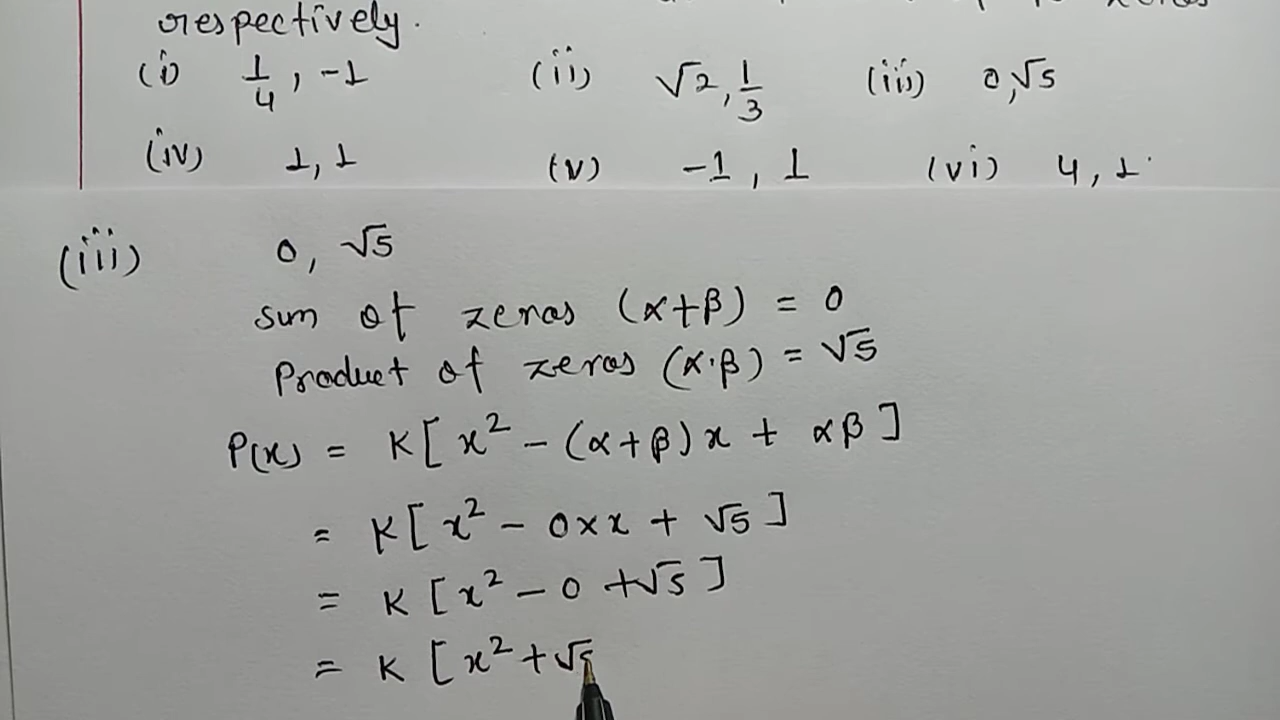 respectively.
(i) 1/4, -1 (ii) √2, 1/3 (iii) 0, √5
(iv) 1, 1 (v) -1, 1 (vi) 4, 1.
(iii) 0, √5
Sum of zeros (α+β) = 0
Product of zeros (α·β) = √5
P(x) = K[x² - (α+β)x + αβ]
= K[x² - 0×x + √5]
= K[x² - 0 + √5]
= K[x² + √5